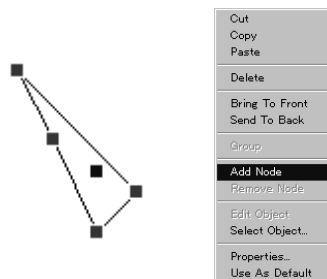 Cut
Copy
Paste
Delete
Bring To Front
Send To Back
Group
Add Node
Remove Node
Edit Object
Select Object...
Properties...
Use As Default